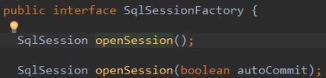 public interface SqlSessionFactory {
SqlSession openSession();
SqlSession openSession(boolean autoCommit);